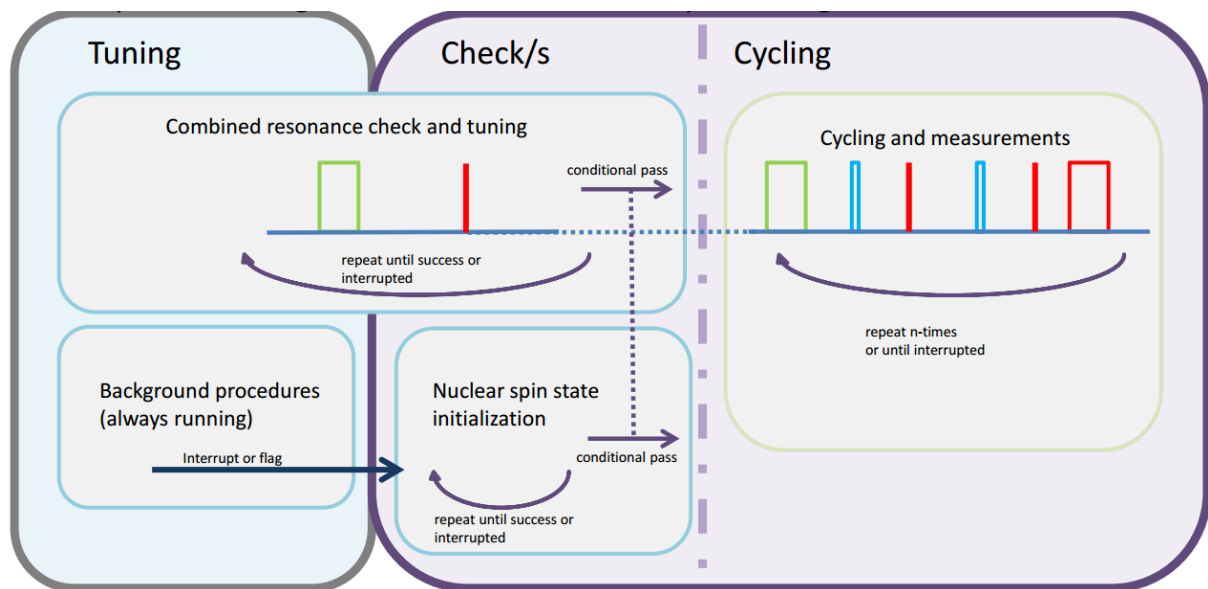 Tuning
Check/s
Cycling
Combined resonance check and tuning
conditional pass
repeat until success or
interrupted
Cycling and measurements
repeat n-times
or until interrupted
Background procedures
(always running)
Interrupt or flag
Nuclear spin state
initialization
conditional pass
repeat until success or
interrupted